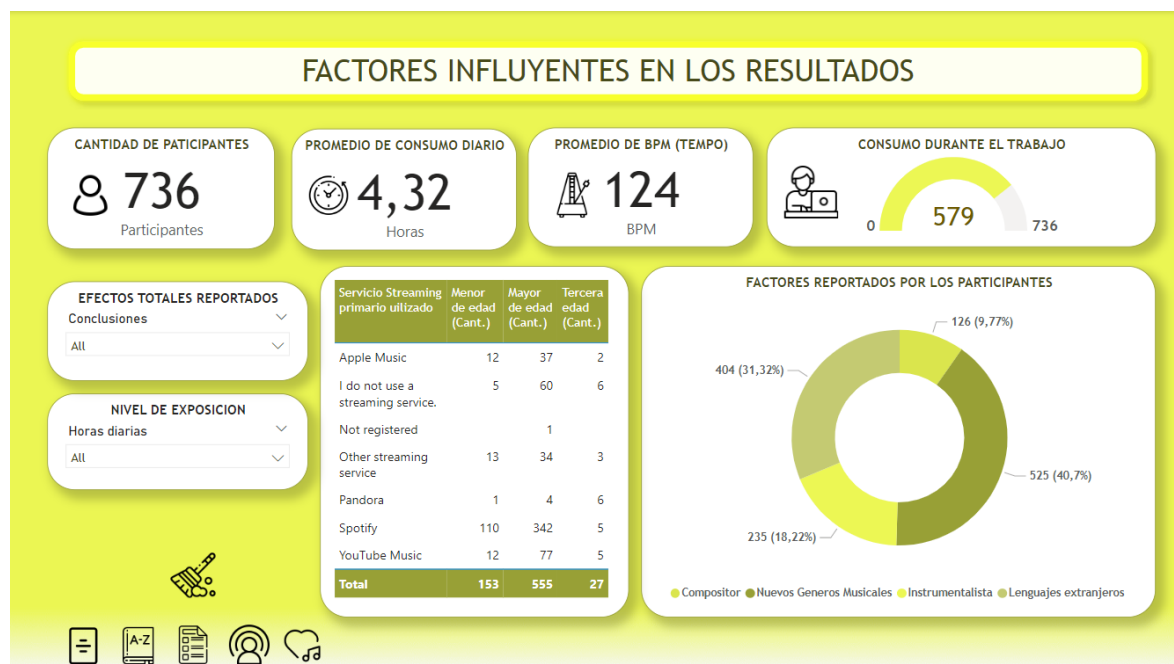 FACTORES INFLUYENTES EN LOS RESULTADOS
CANTIDAD DE PATICIPANTES
736
Participantes
PROMEDIO DE CONSUMO DIARIO
4,32
Horas
PROMEDIO DE BPM (TEMPO)
124
BPM
CONSUMO DURANTE EL TRABAJO
0
579
736
EFECTOS TOTALES REPORTADOS
Conclusiones
All
NIVEL DE EXPOSICION
Horas diarias
All
Servicio Streaming Menor Mayor Tercera
primario uilizado de edad de edad edad
(Cant.) (Cant.) (Cant.)
Apple Music 12 37 2
I do not use a 5 60 6
streaming service.
Not registered 1
Other streaming 13 34 3
service
Pandora 1 4 6
Spotify 110 342 5
YouTube Music 12 77 5
Total 153 555 27
FACTORES REPORTADOS POR LOS PARTICIPANTES
126 (9,77%)
404 (31,32%)
525 (40,7%)
235 (18,22%)
Compositor Nuevos Generos Musicales Instrumentalista Lenguajes extranjeros
A-Z